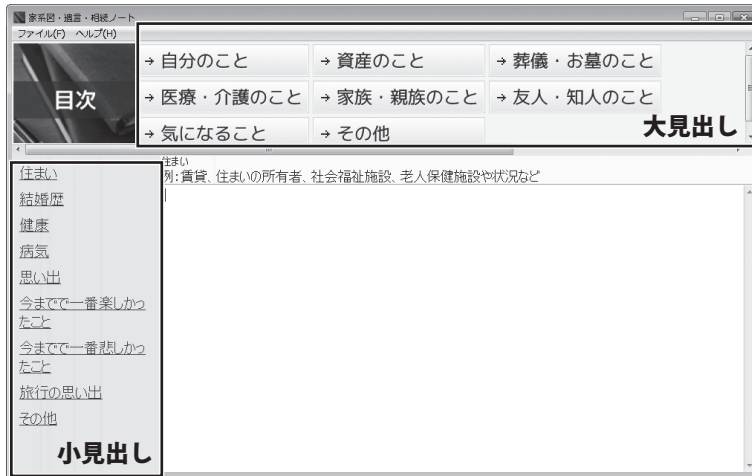 家系図・遺言・相続ノート
ファイル(F) ヘルプ(H)
目次
→ 自分のこと → 資産のこと → 葬儀・お墓のこと
→ 医療・介護のこと → 家族・親族のこと → 友人・知人のこと
→ 気になること → その他
大見出し
住まい
例：賃貸、住まいの所有者、社会福祉施設、老人保健施設や状況など
住まい
結婚歴
健康
病気
思い出
今までで一番楽しかっ
たこと
今までで一番悲しかっ
たこと
旅行の思い出
その他
小見出し